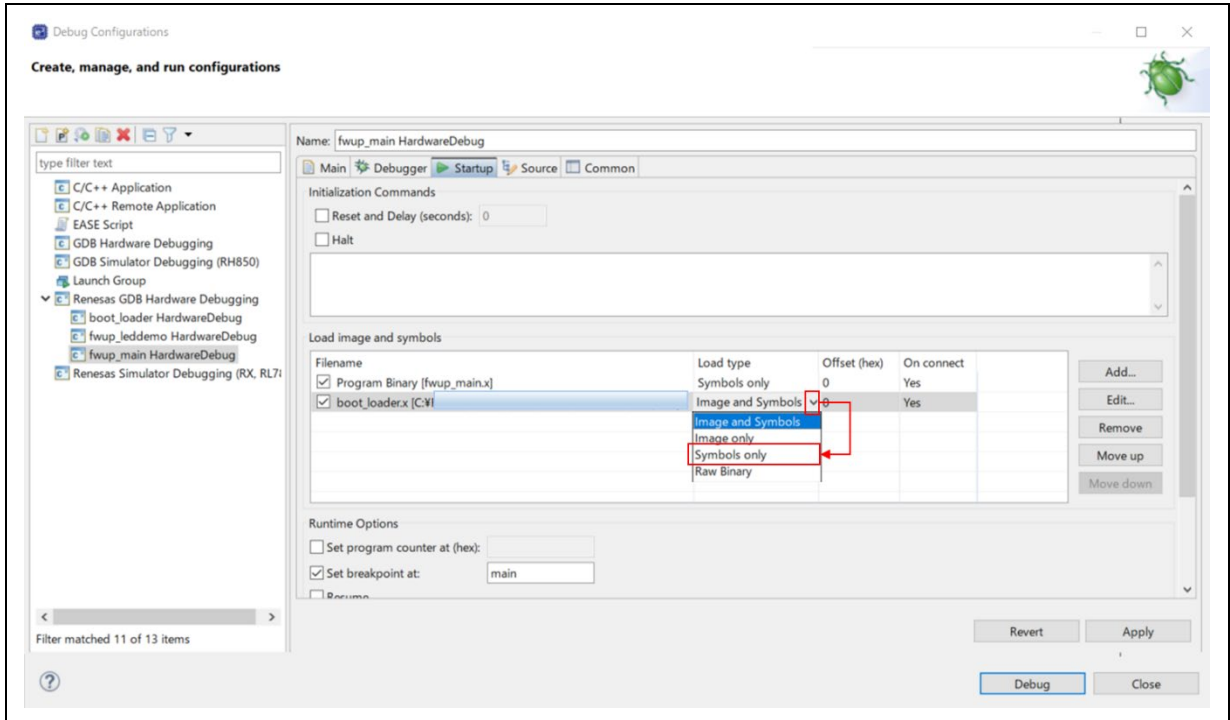 Debug Configurations
Create, manage, and run configurations
type filter text
C/C++ Application
C/C++ Remote Application
EASE Script
GDB Hardware Debugging
GDB Simulator Debugging (RH850)
Launch Group
Renesas GDB Hardware Debugging
boot_loader HardwareDebug
fwup_leddemo HardwareDebug
fwup_main HardwareDebug
Renesas Simulator Debugging (RX, RL7
Filter matched 11 of 13 items
Name: fwup_main HardwareDebug
Main Debugger Startup Source Common
Initialization Commands
Reset and Delay (seconds): 0
Halt
Load image and symbols
Filename Load type Offset (hex) On connect
Program Binary [fwup_main.x] Symbols only 0 Yes
boot_loader.x [C:¥ Image and Symbols 0 Yes
Image and Symbols
Image only
Symbols only
Raw Binary
Add...
Edit...
Remove
Move up
Move down
Runtime Options
Set program counter at (hex):
Set breakpoint at: main
Resume
Revert Apply
Debug Close